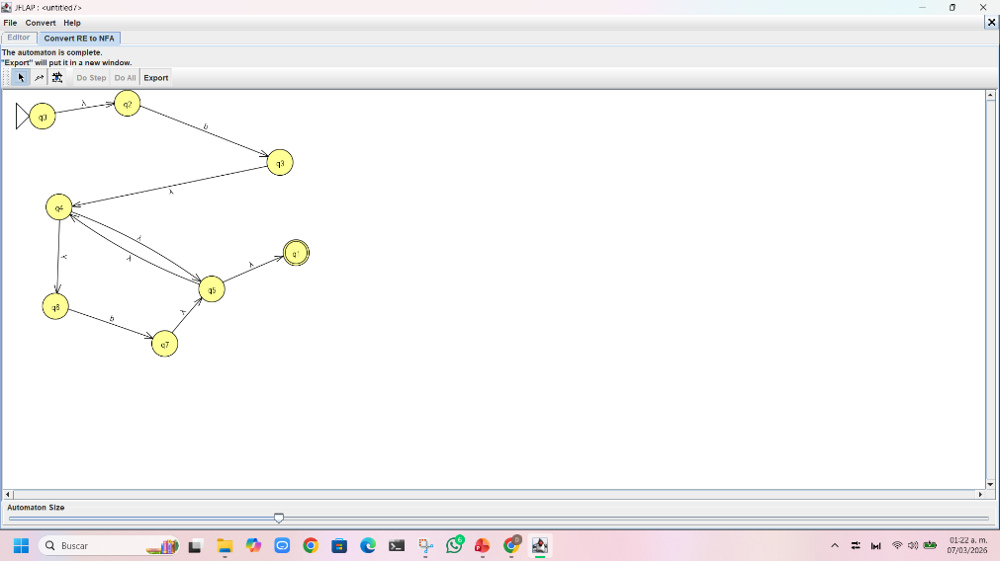 JFLAP : <untitled7>
File Convert Help
Editor Convert RE to NFA
The automaton is complete.
"Export" will put it in a new window.
Do Step Do All Export
q0
λ
q2
b
q3
λ
q4
λ
λ
q1
λ
λ
q5
q6
b
λ
q7
Automaton Size
Buscar
6
01:22 a. m.
07/03/2026